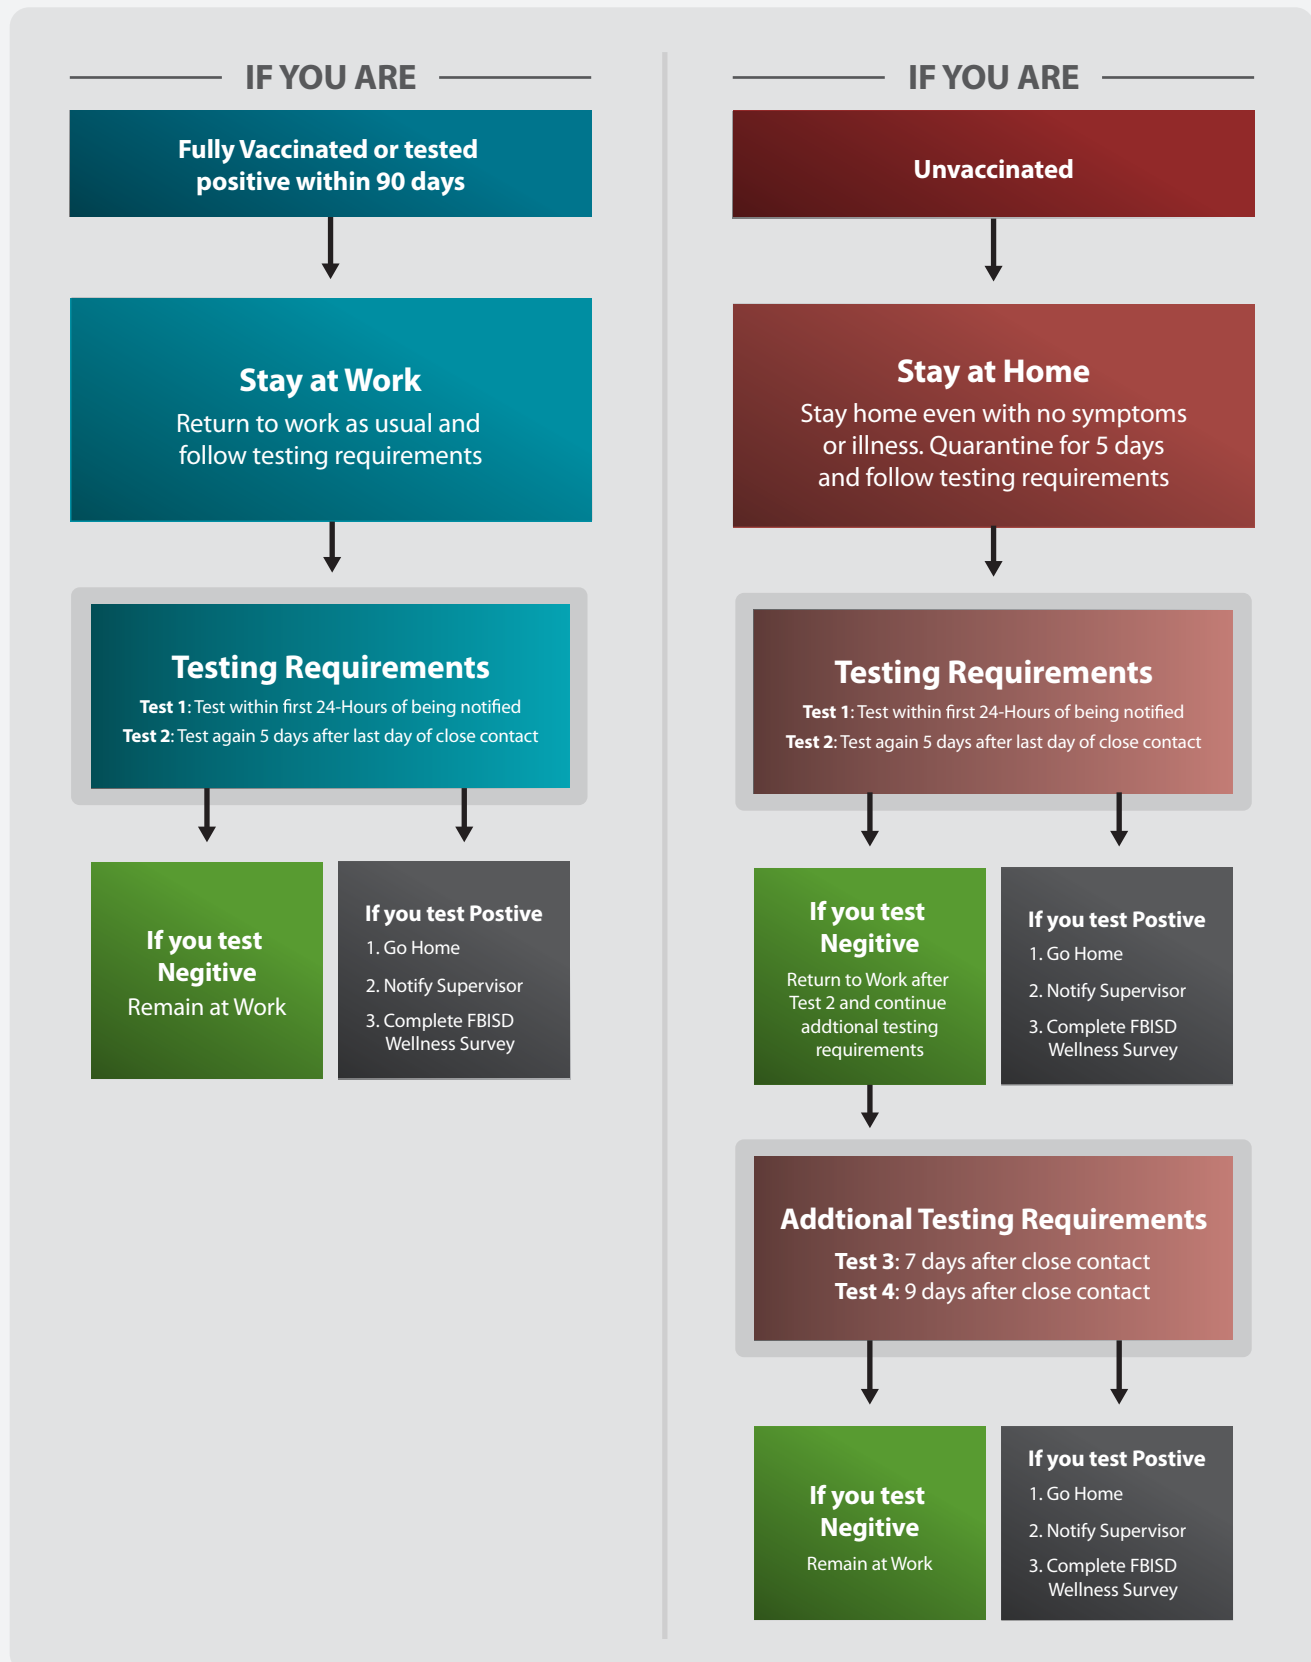 IF YOU ARE
Fully Vaccinated or tested
positive within 90 days
Stay at Work
Return to work as usual and
follow testing requirements
Testing Requirements
Test 1: Test within first 24-Hours of being notified
Test 2: Test again 5 days after last day of close contact
If you test
Negitive
Remain at Work
If you test Postive
1. Go Home
2. Notify Supervisor
3. Complete FBISD
Wellness Survey
IF YOU ARE
Unvaccinated
Stay at Home
Stay home even with no symptoms
or illness. Quarantine for 5 days
and follow testing requirements
Testing Requirements
Test 1: Test within first 24-Hours of being notified
Test 2: Test again 5 days after last day of close contact
If you test
Negitive
Return to Work after
Test 2 and continue
addtional testing
requirements
If you test Postive
1. Go Home
2. Notify Supervisor
3. Complete FBISD
Wellness Survey
Addtional Testing Requirements
Test 3: 7 days after close contact
Test 4: 9 days after close contact
If you test
Negitive
Remain at Work
If you test Postive
1. Go Home
2. Notify Supervisor
3. Complete FBISD
Wellness Survey